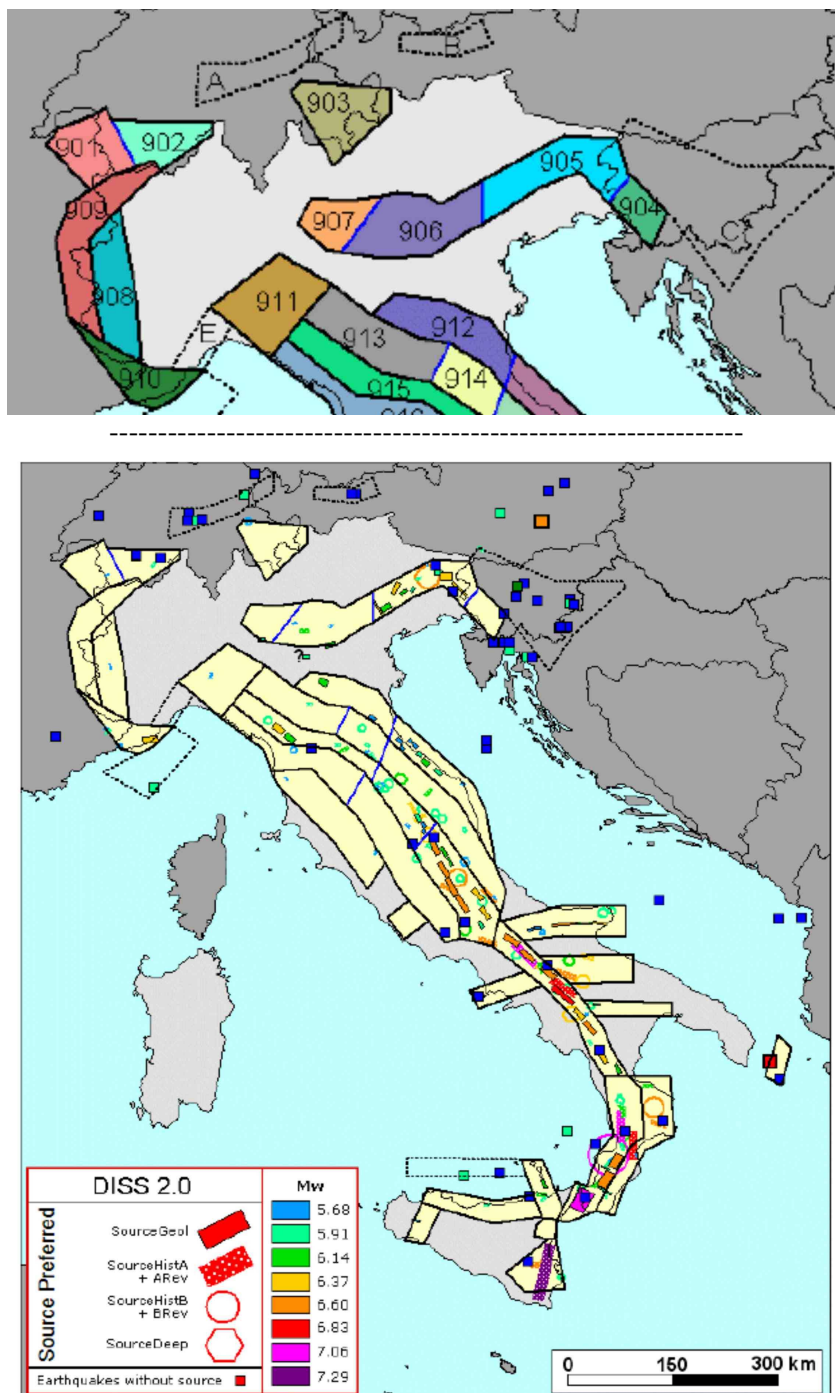 A
B
903
901
902
905
909
904
907
906
C
908
911
912
E
913
914
910
915
?
DISS 2.0
Mw
Source Preferred
SourceGeol
SourceHistA
+ ARev
SourceHistB
+ BRev
SourceDeep
Earthquakes without source
5.68
5.91
6.14
6.37
6.60
6.83
7.06
7.29
0 150 300 km